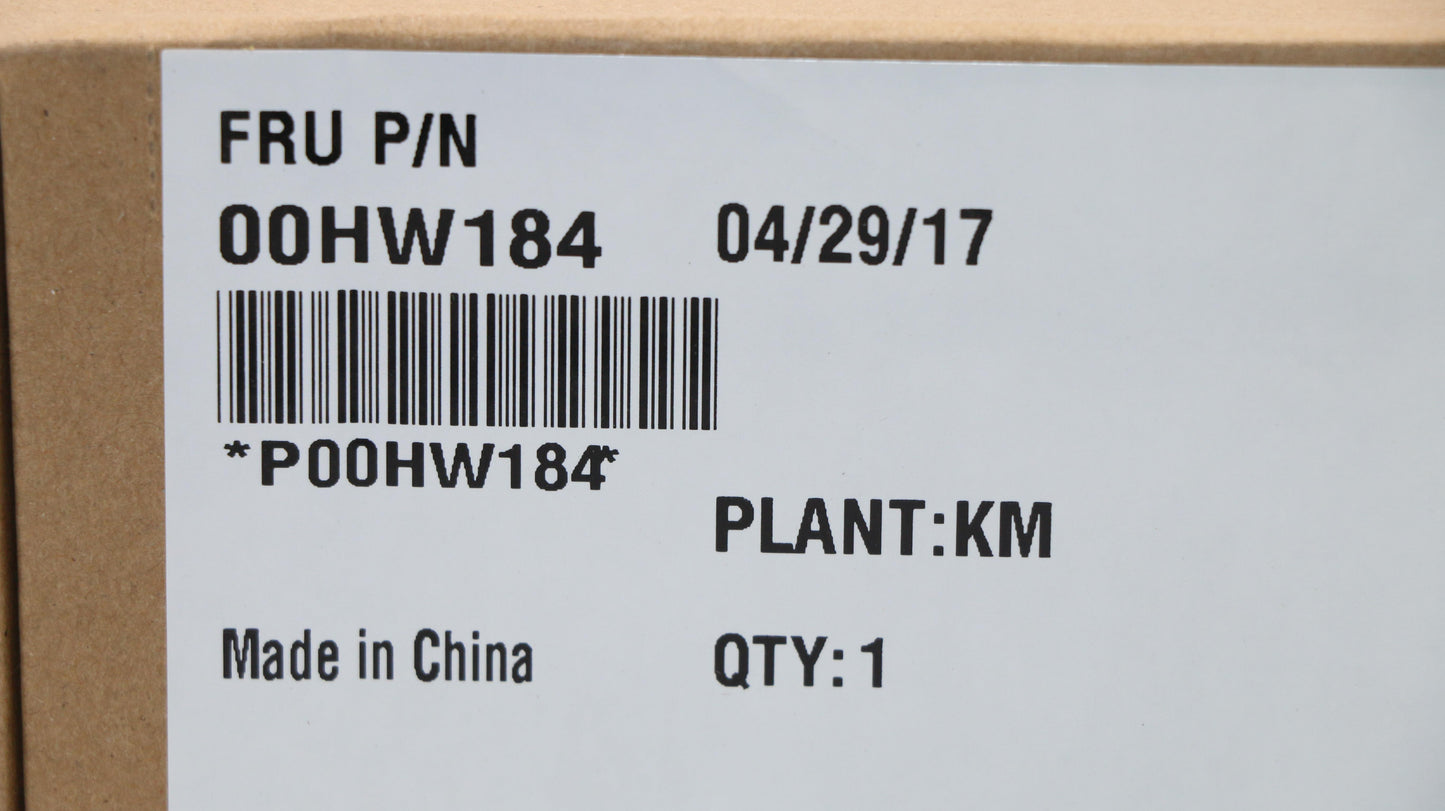 FRU P/N
00HW184 04/29/17
*P00HW184*
PLANT:KM
Made in China QTY: 1